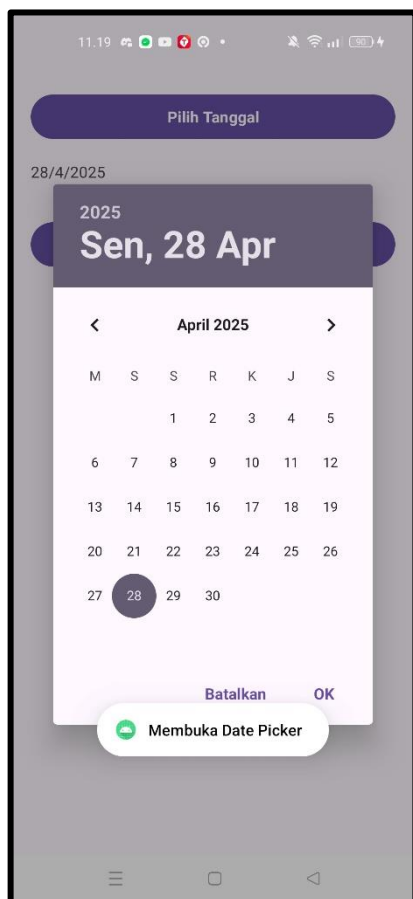 11.19 90
Pilih Tanggal
28/4/2025
2025
Sen, 28 Apr
April 2025
M S S R K J S
1 2 3 4 5
6 7 8 9 10 11 12
13 14 15 16 17 18 19
20 21 22 23 24 25 26
27 28 29 30
Batalkan OK
Membuka Date Picker